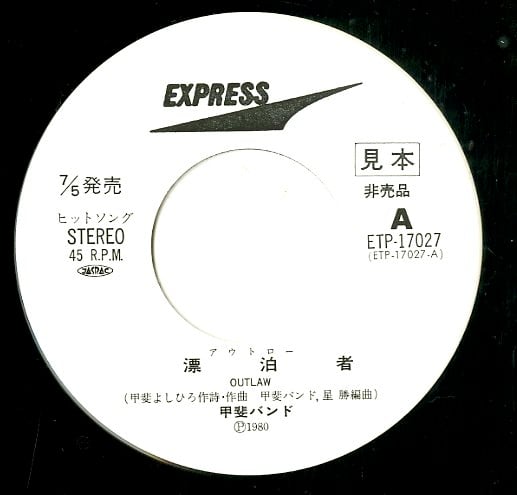 EXPRESS
見本
7/5発売
非売品
ヒットソング
A
STEREO
ETP-17027
45 R.P.M.
(ETP-17027-A)
JASRAC
アウトロー
漂泊者
OUTLAW
(甲斐よしひろ作詩・作曲 甲斐バンド,星 勝編曲)
甲斐バンド
Ⓟ1980